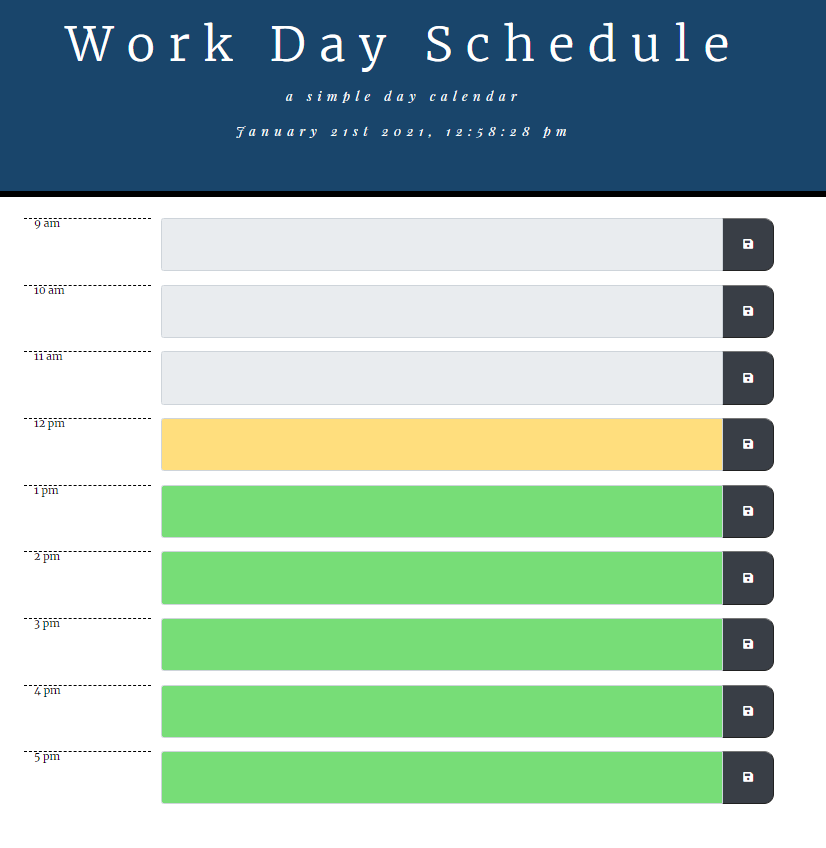 Work Day Schedule
a simple day calendar
January 21st 2021, 12:58:28 pm
9 am
10 am
11 am
12 pm
1 pm
2 pm
3 pm
4 pm
5 pm